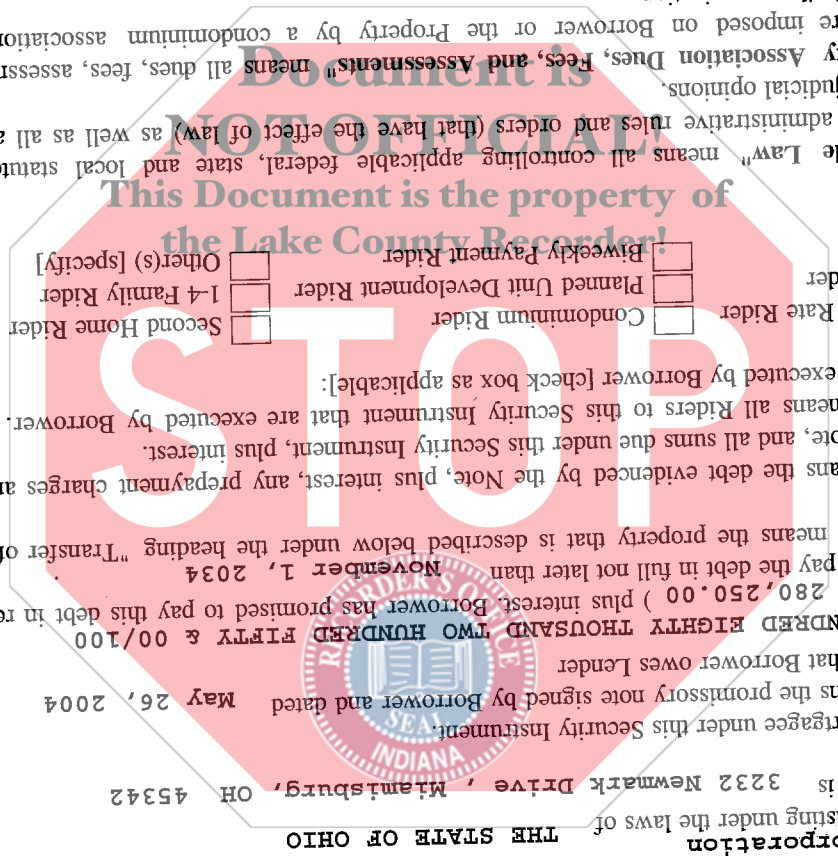 orporation
sting under the laws of THE STATE OF OHIO
is 3232 Newmark Drive , Miamisburg, OH 45342
rtgagee under this Security Instrument.
ns the promissory note signed by Borrower and dated May 26, 2004
hat Borrower owes Lender
NDRED EIGHTY THOUSAND TWO HUNDRED FIFTY & 00/100
280,250.00 ) plus interest. Borrower has promised to pay this debt in re
pay the debt in full not later than November 1, 2034 .
means the property that is described below under the heading "Transfer of
ans the debt evidenced by the Note, plus interest, any prepayment charges an
ote, and all sums due under this Security Instrument, plus interest.
neans all Riders to this Security Instrument that are executed by Borrower.
executed by Borrower [check box as applicable]:
Rate Rider Condominium Rider Second Home Rider
der Planned Unit Development Rider 1-4 Family Rider
Biweekly Payment Rider Other(s) [specify]
le Law" means all controlling applicable federal, state and local statute
administrative rules and orders (that have the effect of law) as well as all a
judicial opinions.
y Association Dues, Fees, and Assessments" means all dues, fees, assessm
re imposed on Borrower or the Property by a condominium association
Document is
NOT OFFICIAL!
This Document is the property of
the Lake County Recorder!
STOP
RECORDER'S OFFICE
SEAL
INDIANA